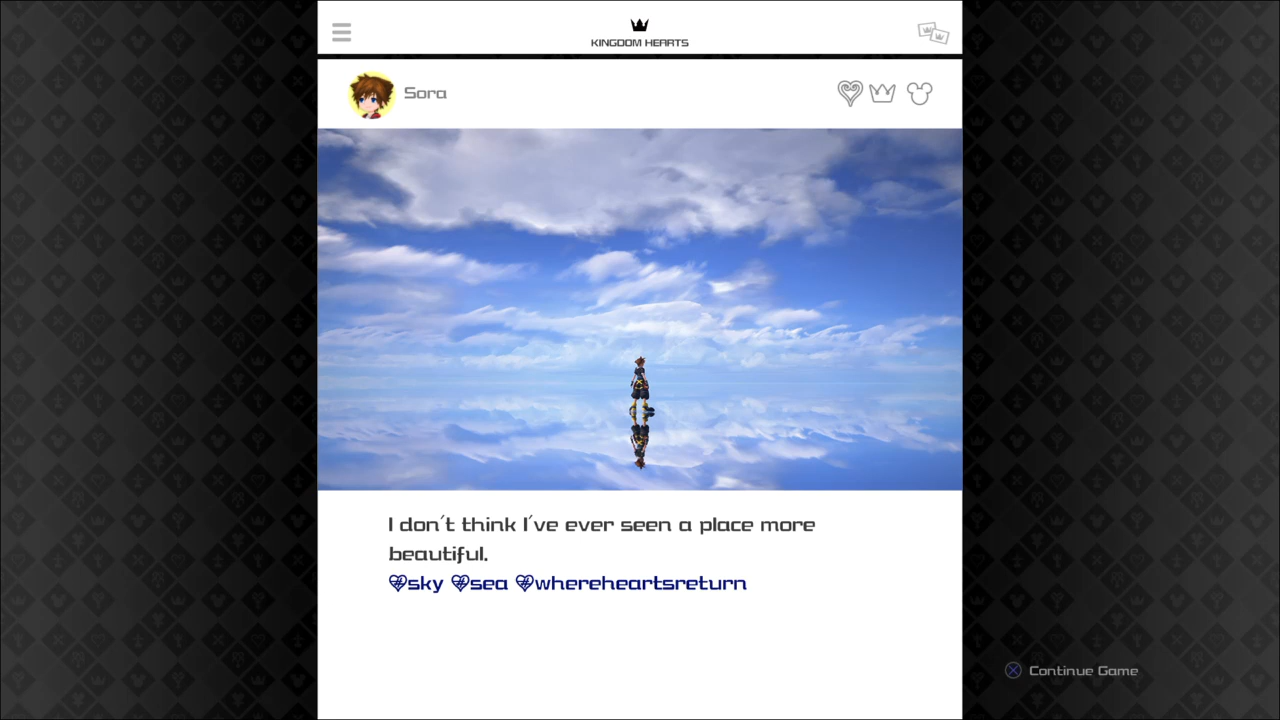 KINGDOM HEARTS
Sora
I don't think I've ever seen a place more
beautiful.
#sky #sea #whereheartsreturn
Continue Game